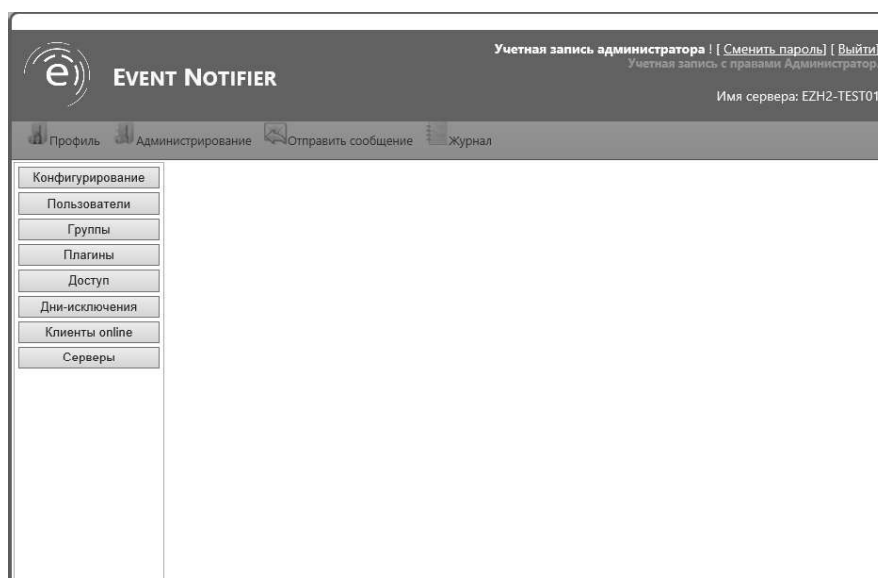 Учетная запись администратора ! [ Сменить пароль] [ Выйти]
Учетная запись с правами Администратор.
EVENT NOTIFIER
Имя сервера: EZH2-TEST01
Профиль Администрирование Отправить сообщение Журнал
Конфигурирование
Пользователи
Группы
Плагины
Доступ
Дни-исключения
Клиенты online
Серверы